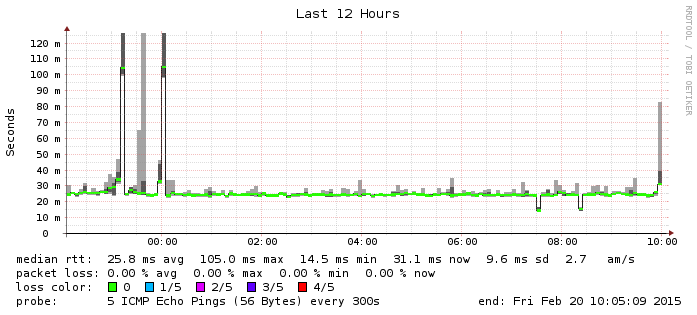 Last 12 Hours
RRDTOOL / TOBI OETIKER
Seconds
120 m
110 m
100 m
90 m
80 m
70 m
60 m
50 m
40 m
30 m
20 m
10 m
0
00:00 02:00 04:00 06:00 08:00 10:00
median rtt: 25.8 ms avg 105.0 ms max 14.5 ms min 31.1 ms now 9.6 ms sd 2.7 am/s
packet loss: 0.00 % avg 0.00 % max 0.00 % min 0.00 % now
loss color: 0 1/5 2/5 3/5 4/5
probe: 5 ICMP Echo Pings (56 Bytes) every 300s end: Fri Feb 20 10:05:09 2015